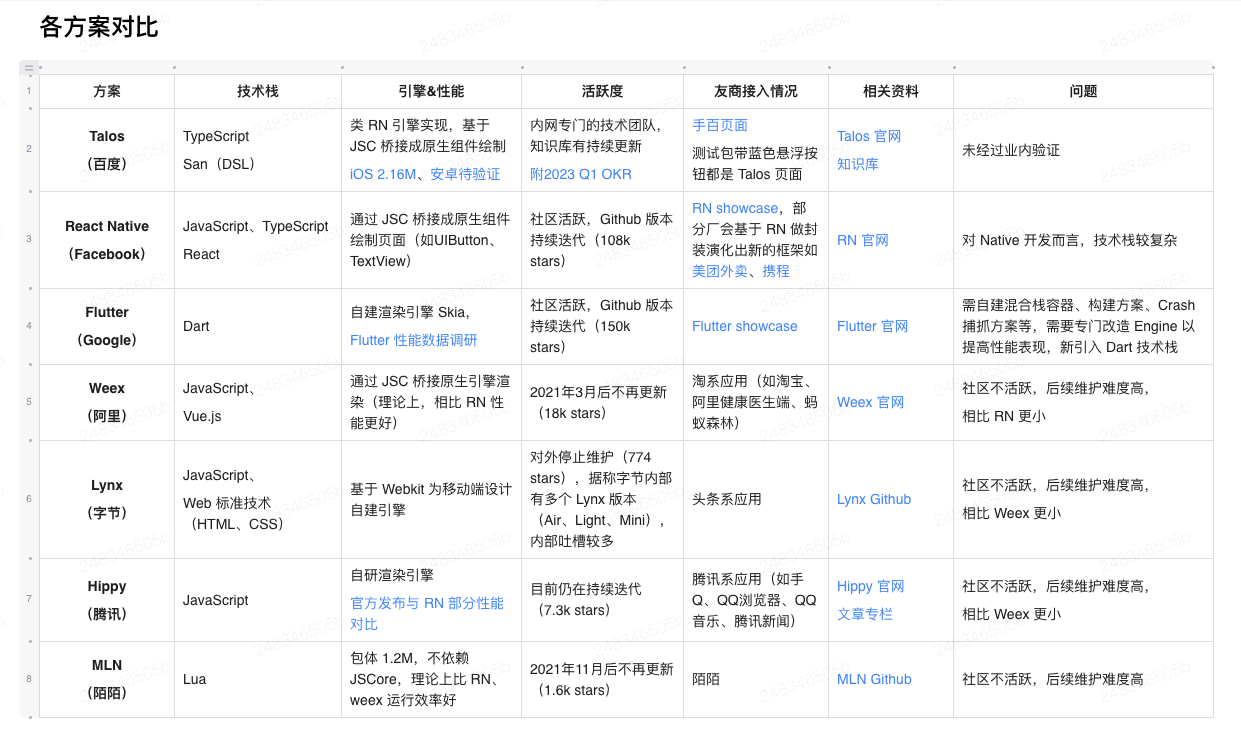 各方案对比
1
方案
技术栈
引擎&性能
活跃度
友商接入情况
相关资料
问题
2
Talos
（百度）
TypeScript
San（DSL）
类 RN 引擎实现，基于
JSC 桥接成原生组件绘制
iOS 2.16M、安卓待验证
内网专门的技术团队，
知识库有持续更新
附2023 Q1 OKR
手百页面
测试包带蓝色悬浮按
钮都是 Talos 页面
Talos 官网
知识库
未经过业内验证
3
React Native
（Facebook）
JavaScript、TypeScript
React
通过 JSC 桥接成原生组件
绘制页面（如UIButton、
TextView）
社区活跃，Github 版本
持续迭代（108k
stars）
RN showcase，部
分厂会基于 RN 做封
装演化出新的框架如
美团外卖、携程
RN 官网
对 Native 开发而言，技术栈较复杂
4
Flutter
（Google）
Dart
自建渲染引擎 Skia，
Flutter 性能数据调研
社区活跃，Github 版本
持续迭代（150k
stars）
Flutter showcase
Flutter 官网
需自建混合栈容器、构建方案、Crash
捕抓方案等，需要专门改造 Engine 以
提高性能表现，新引入 Dart 技术栈
5
Weex
（阿里）
JavaScript、
Vue.js
通过 JSC 桥接原生引擎渲
染（理论上，相比 RN 性
能更好）
2021年3月后不再更新
（18k stars）
淘系应用（如淘宝、
阿里健康医生端、蚂
蚁森林）
Weex 官网
社区不活跃，后续维护难度高，
相比 RN 更小
6
Lynx
（字节）
JavaScript、
Web 标准技术
（HTML、CSS）
基于 Webkit 为移动端设计
自建引擎
对外停止维护（774
stars），据称字节内部
有多个 Lynx 版本
（Air、Light、Mini），
内部吐槽较多
头条系应用
Lynx Github
社区不活跃，后续维护难度高，
相比 Weex 更小
7
Hippy
（腾讯）
JavaScript
自研渲染引擎
官方发布与 RN 部分性能
对比
目前仍在持续迭代
（7.3k stars）
腾讯系应用（如手
Q、QQ浏览器、QQ
音乐、腾讯新闻）
Hippy 官网
文章专栏
社区不活跃，后续维护难度高，
相比 Weex 更小
8
MLN
（陌陌）
Lua
包体 1.2M，不依赖
JSCore，理论上比 RN、
weex 运行效率好
2021年11月后不再更新
（1.6k stars）
陌陌
MLN Github
社区不活跃，后续维护难度高
248346505b